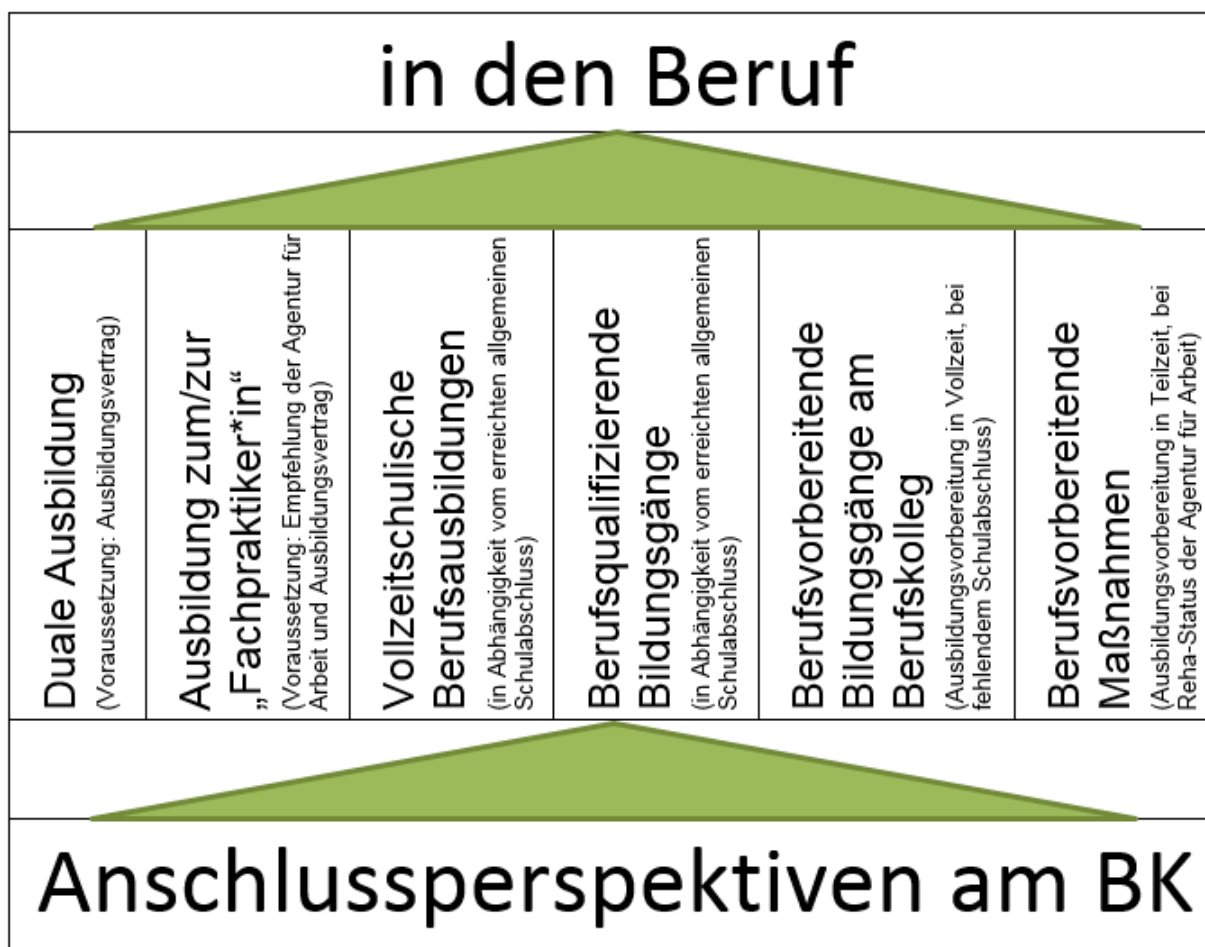 in den Beruf
Duale Ausbildung
(Voraussetzung: Ausbildungsvertrag)
Ausbildung zum/zur
„Fachpraktiker*in“
(Voraussetzung: Empfehlung der Agentur für
Arbeit und Ausbildungsvertrag)
Vollzeitschulische
Berufsausbildungen
(in Abhängigkeit vom erreichten allgemeinen
Schulabschluss)
Berufsqualifizierende
Bildungsgänge
(in Abhängigkeit vom erreichten allgemeinen
Schulabschluss)
Berufsvorbereitende
Bildungsgänge am
Berufskolleg
(Ausbildungsvorbereitung in Vollzeit, bei
fehlendem Schulabschluss)
Berufsvorbereitende
Maßnahmen
(Ausbildungsvorbereitung in Teilzeit, bei
Reha-Status der Agentur für Arbeit)
Anschlussperspektiven am BK